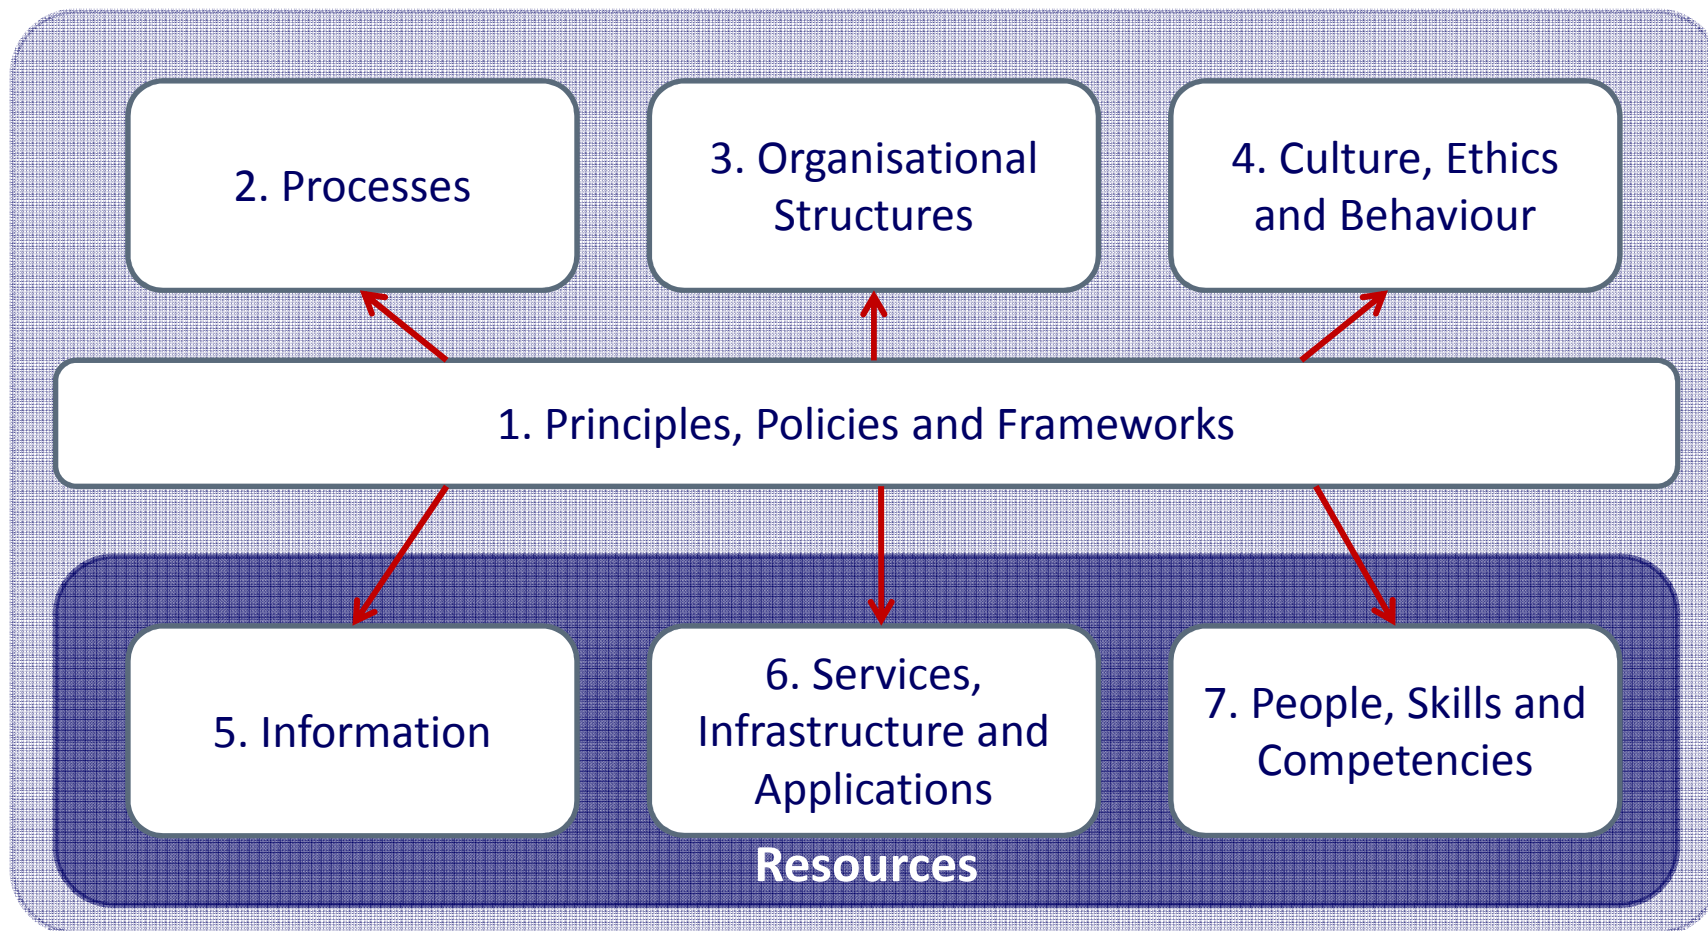 2. Processes
3. Organisational
Structures
4. Culture, Ethics
and Behaviour
1. Principles, Policies and Frameworks
5. Information
6. Services,
Infrastructure and
Applications
7. People, Skills and
Competencies
Resources